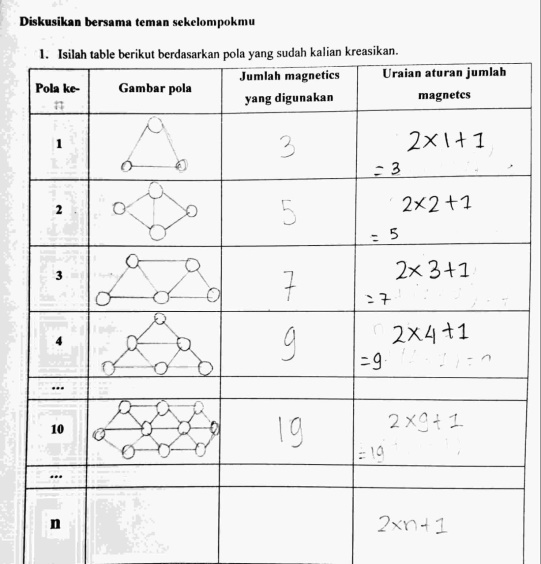 Diskusikan bersama teman sekelompokmu
1. Isilah table berikut berdasarkan pola yang sudah kalian kreasikan.
Pola ke-
Gambar pola
Jumlah magnetics yang digunakan
Uraian aturan jumlah magnetcs
1
3
2×1+1
= 3
2
5
2×2+1
= 5
3
7
2×3+1
= 7
4
9
2×4+1
= 9
...
10
19
2×9+1
= 19
...
n
2×n+1